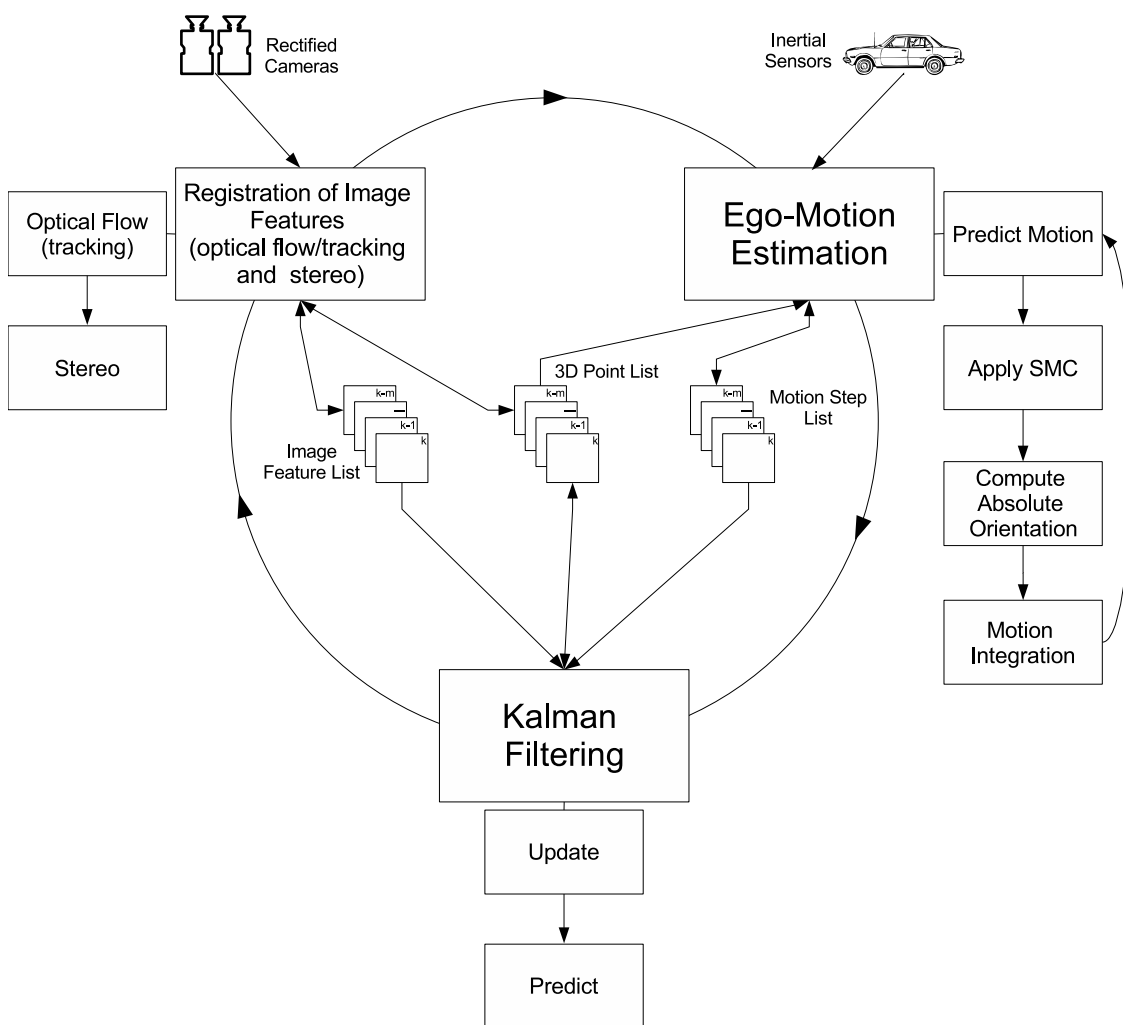 Rectified
Cameras
Inertial
Sensors
Registration of Image
Features
(optical flow/tracking
and stereo)
Optical Flow
(tracking)
Stereo
Ego-Motion
Estimation
Predict Motion
Apply SMC
Compute
Absolute
Orientation
Motion
Integration
3D Point List
Motion Step
List
Image
Feature List
k-m
k-1
k
k-m
k-1
k
k-m
k-1
k
Kalman
Filtering
Update
Predict